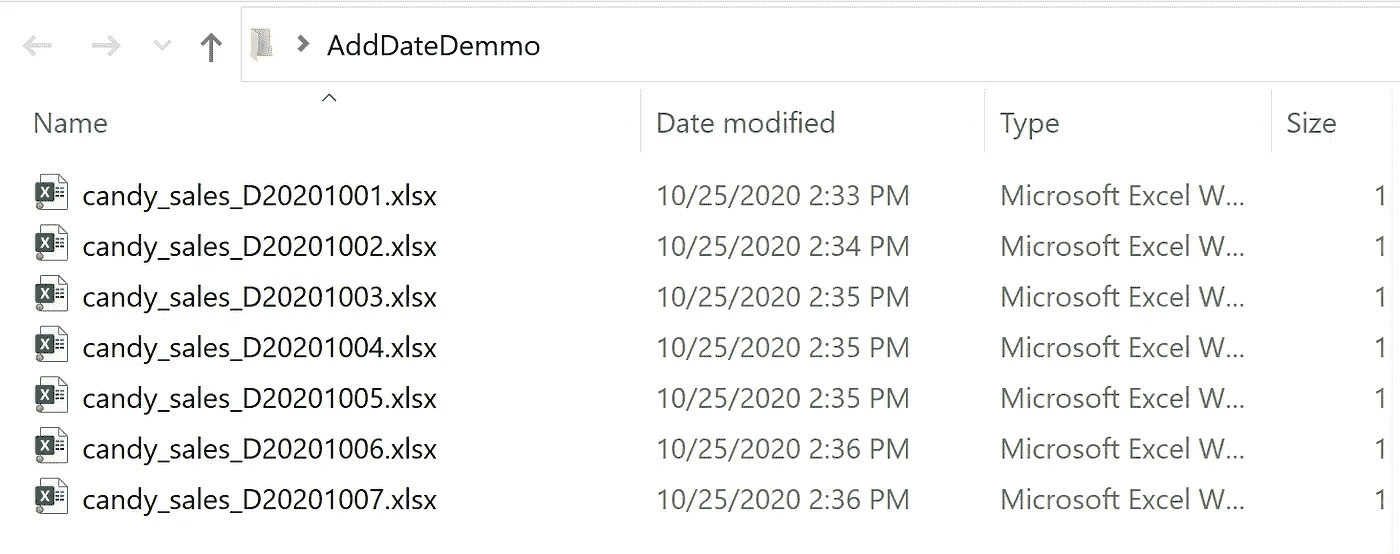 AddDateDemmo
Name Date modified Type Size
candy_sales_D20201001.xlsx 10/25/2020 2:33 PM Microsoft Excel W... 1
candy_sales_D20201002.xlsx 10/25/2020 2:34 PM Microsoft Excel W... 1
candy_sales_D20201003.xlsx 10/25/2020 2:35 PM Microsoft Excel W... 1
candy_sales_D20201004.xlsx 10/25/2020 2:35 PM Microsoft Excel W... 1
candy_sales_D20201005.xlsx 10/25/2020 2:35 PM Microsoft Excel W... 1
candy_sales_D20201006.xlsx 10/25/2020 2:36 PM Microsoft Excel W... 1
candy_sales_D20201007.xlsx 10/25/2020 2:36 PM Microsoft Excel W... 1